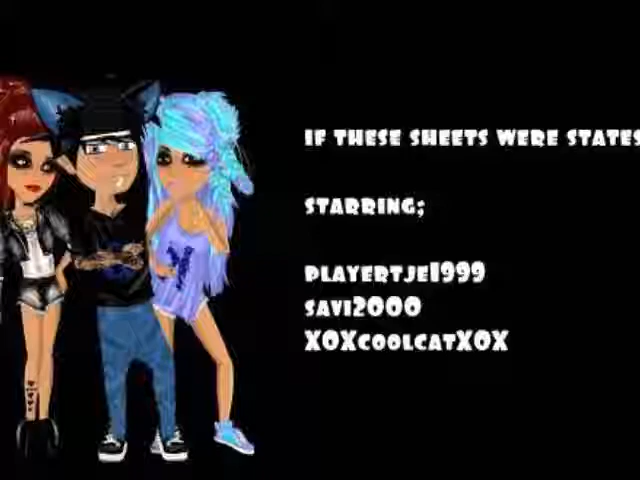 IF THESE SHEETS WERE STATES
STARRING;
PLAYERTJE1999
SAVI2000
XOXCOOLCATXOX